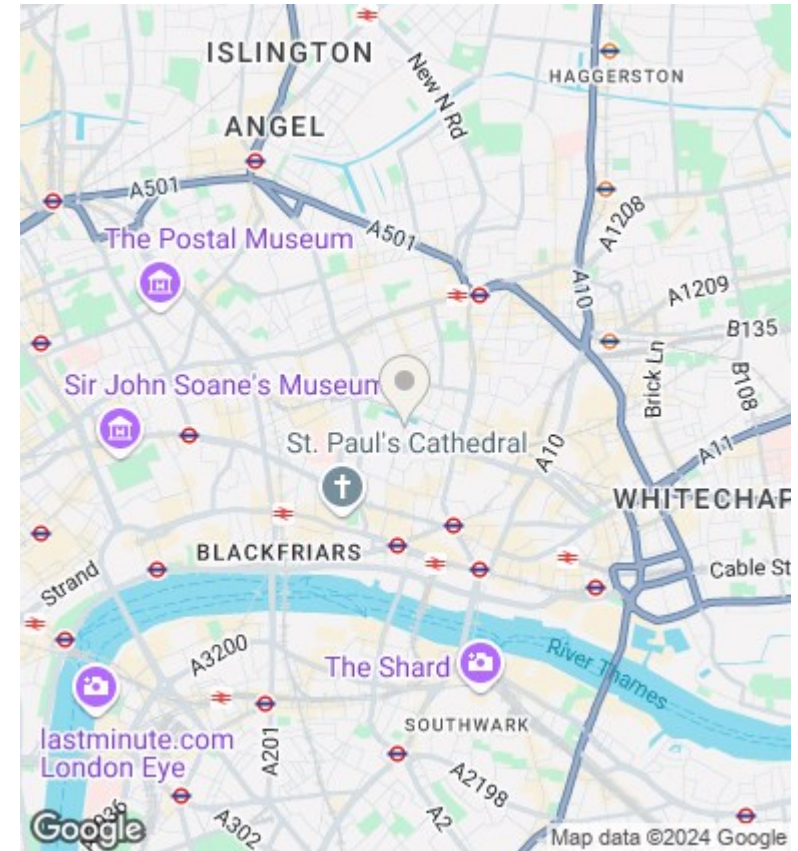 ISLINGTON
New N Rd
HAGGERSTON
ANGEL
A501
A501
A1208
The Postal Museum
A10
A1209
B135
Brick Ln
B108
Sir John Soane's Museum
St. Paul's Cathedral
A10
A11
WHITECHAP
BLACKFRIARS
Strand
Cable St
A3200
The Shard
River Thames
lastminute.com
London Eye
A201
SOUTHWARK
A2198
A302
A2
Google
Map data ©2024 Google